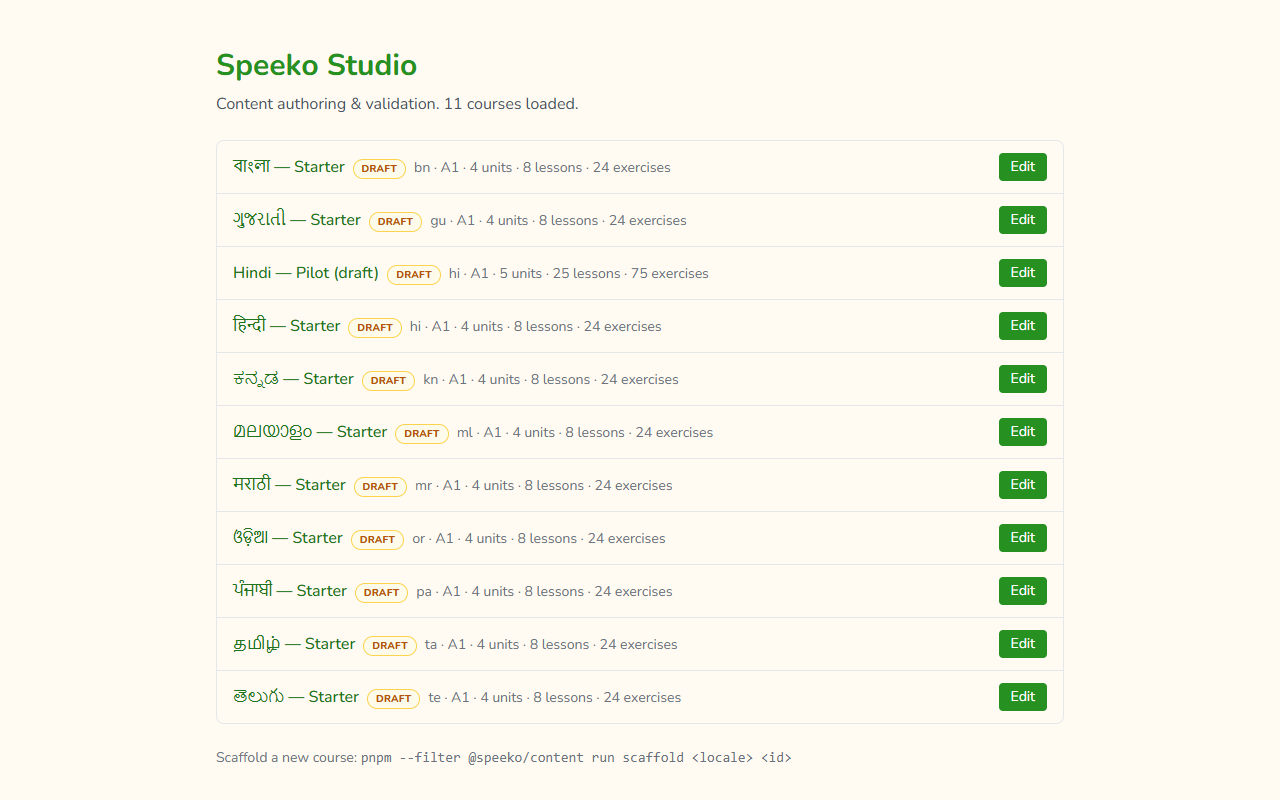 Speeko Studio
Content authoring & validation. 11 courses loaded.
বাংলা — Starter DRAFT bn · A1 · 4 units · 8 lessons · 24 exercises Edit
ગુજરાતી — Starter DRAFT gu · A1 · 4 units · 8 lessons · 24 exercises Edit
Hindi — Pilot (draft) DRAFT hi · A1 · 5 units · 25 lessons · 75 exercises Edit
हिन्दी — Starter DRAFT hi · A1 · 4 units · 8 lessons · 24 exercises Edit
ಕನ್ನಡ — Starter DRAFT kn · A1 · 4 units · 8 lessons · 24 exercises Edit
മലയാളം — Starter DRAFT ml · A1 · 4 units · 8 lessons · 24 exercises Edit
मराठी — Starter DRAFT mr · A1 · 4 units · 8 lessons · 24 exercises Edit
ଓଡ଼ିଆ — Starter DRAFT or · A1 · 4 units · 8 lessons · 24 exercises Edit
ਪੰਜਾਬੀ — Starter DRAFT pa · A1 · 4 units · 8 lessons · 24 exercises Edit
தமிழ் — Starter DRAFT ta · A1 · 4 units · 8 lessons · 24 exercises Edit
తెలుగు — Starter DRAFT te · A1 · 4 units · 8 lessons · 24 exercises Edit
Scaffold a new course: pnpm --filter @speeko/content run scaffold <locale> <id>